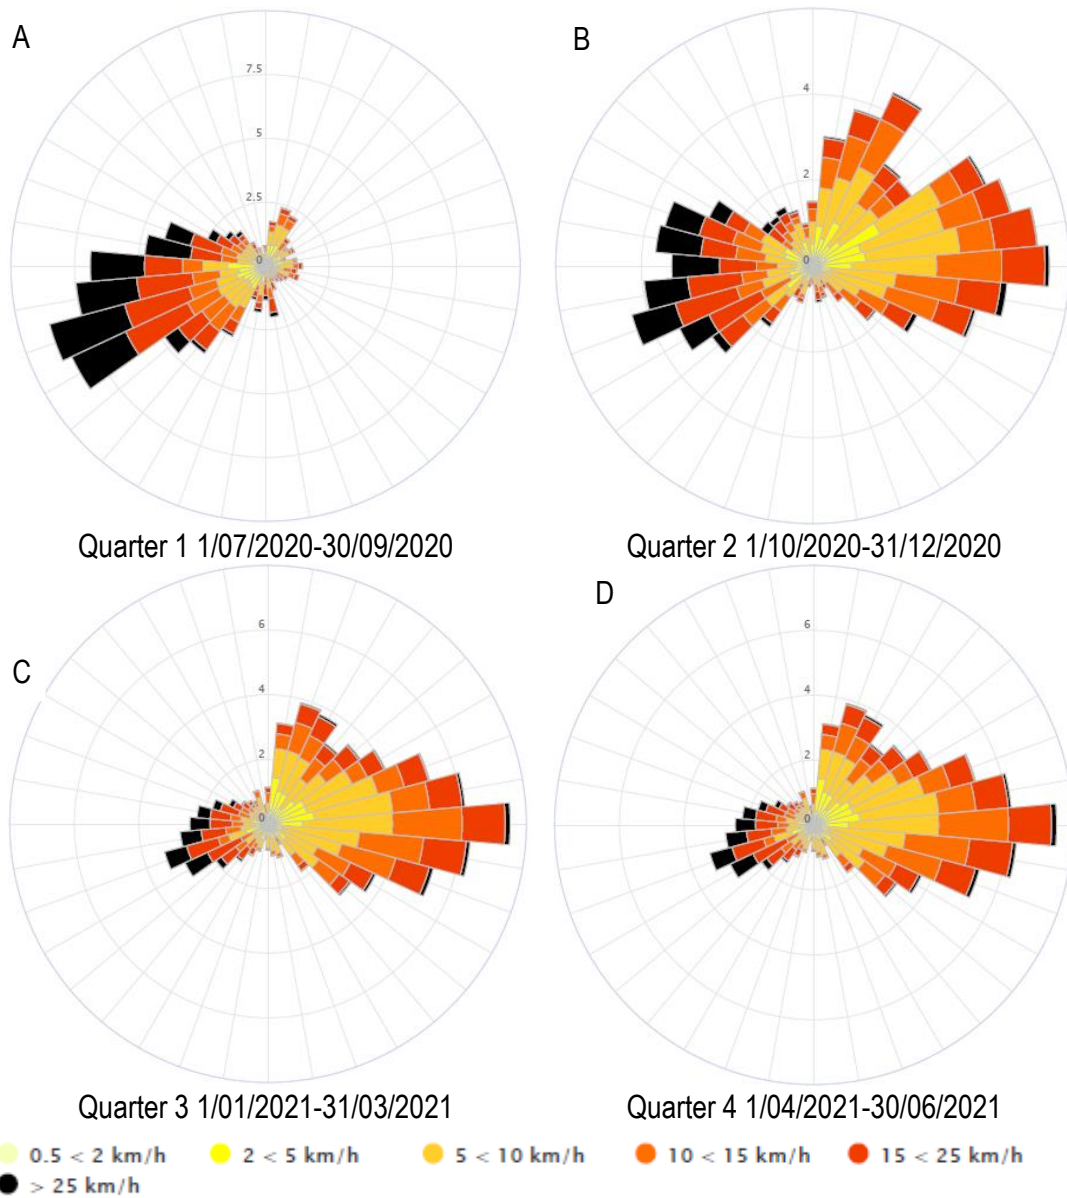 A
B
7.5
5
2.5
0
4
2
0
Quarter 1 1/07/2020-30/09/2020
Quarter 2 1/10/2020-31/12/2020
C
D
6
4
2
0
6
4
2
0
Quarter 3 1/01/2021-31/03/2021
Quarter 4 1/04/2021-30/06/2021
0.5 < 2 km/h
2 < 5 km/h
5 < 10 km/h
10 < 15 km/h
15 < 25 km/h
> 25 km/h